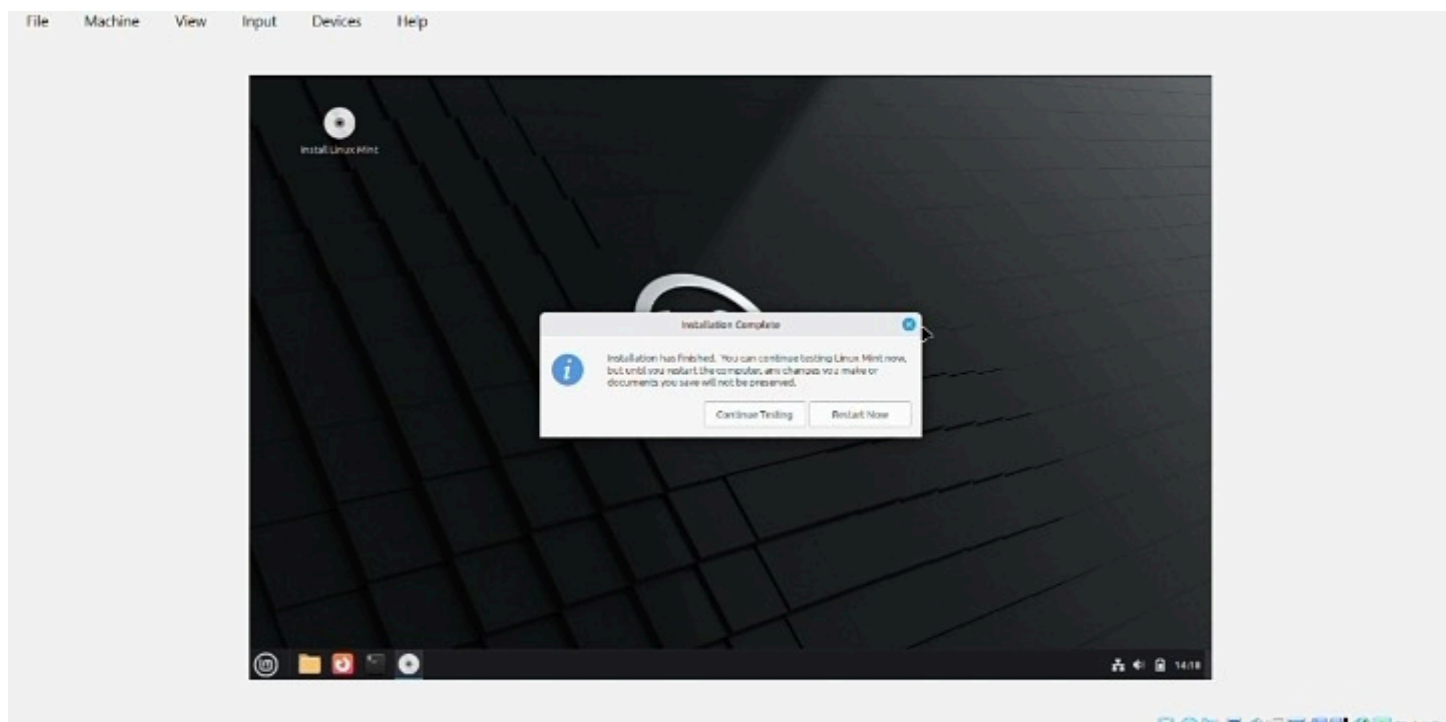 File Machine View Input Devices Help
Install Linux Mint
Installation Complete
Installation has finished. You can continue testing Linux Mint now,
but until you restart the computer, any changes you make or
documents you save will not be preserved.
Continue Testing Restart Now
14:18